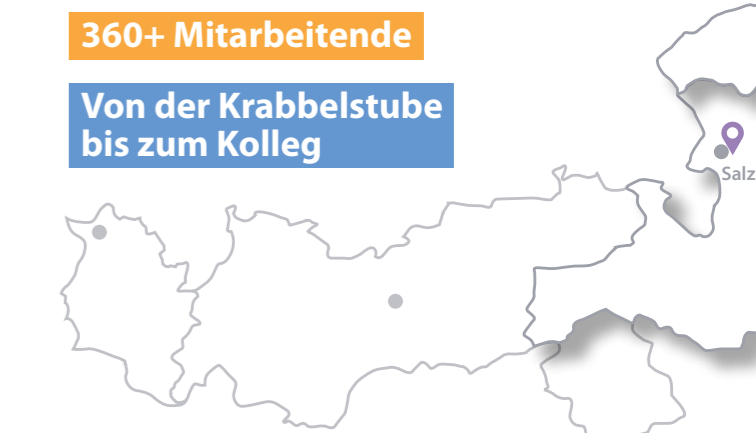 360+ Mitarbeitende
Von der Krabbelstube
bis zum Kolleg
Salz